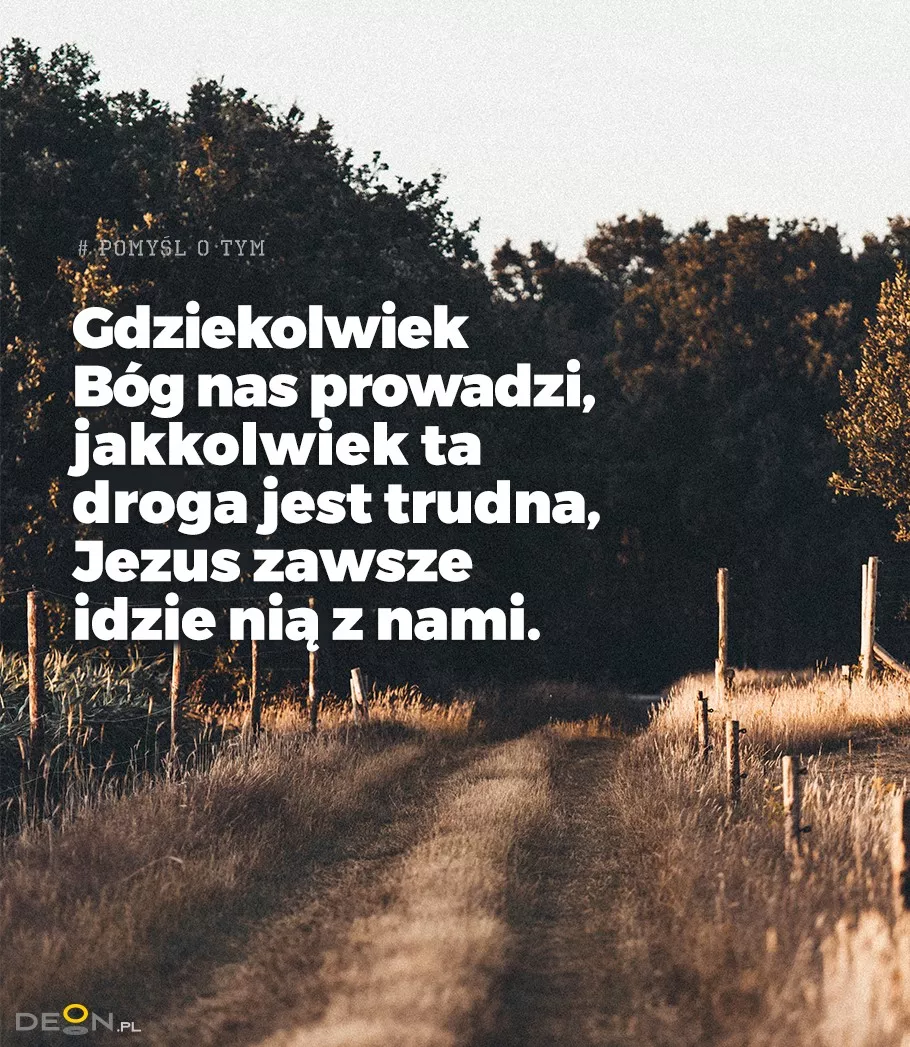 # POMYŚL O TYM
Gdziekolwiek
Bóg nas prowadzi,
jakkolwiek ta
droga jest trudna,
Jezus zawsze
idzie nią z nami.
DEON.PL